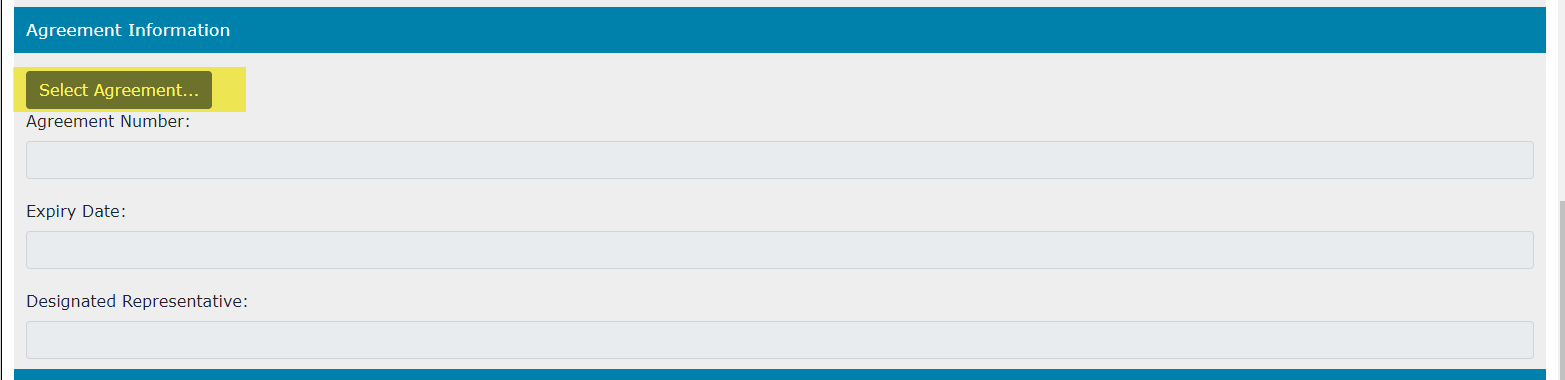 Agreement Information
Select Agreement...
Agreement Number:
Expiry Date:
Designated Representative: